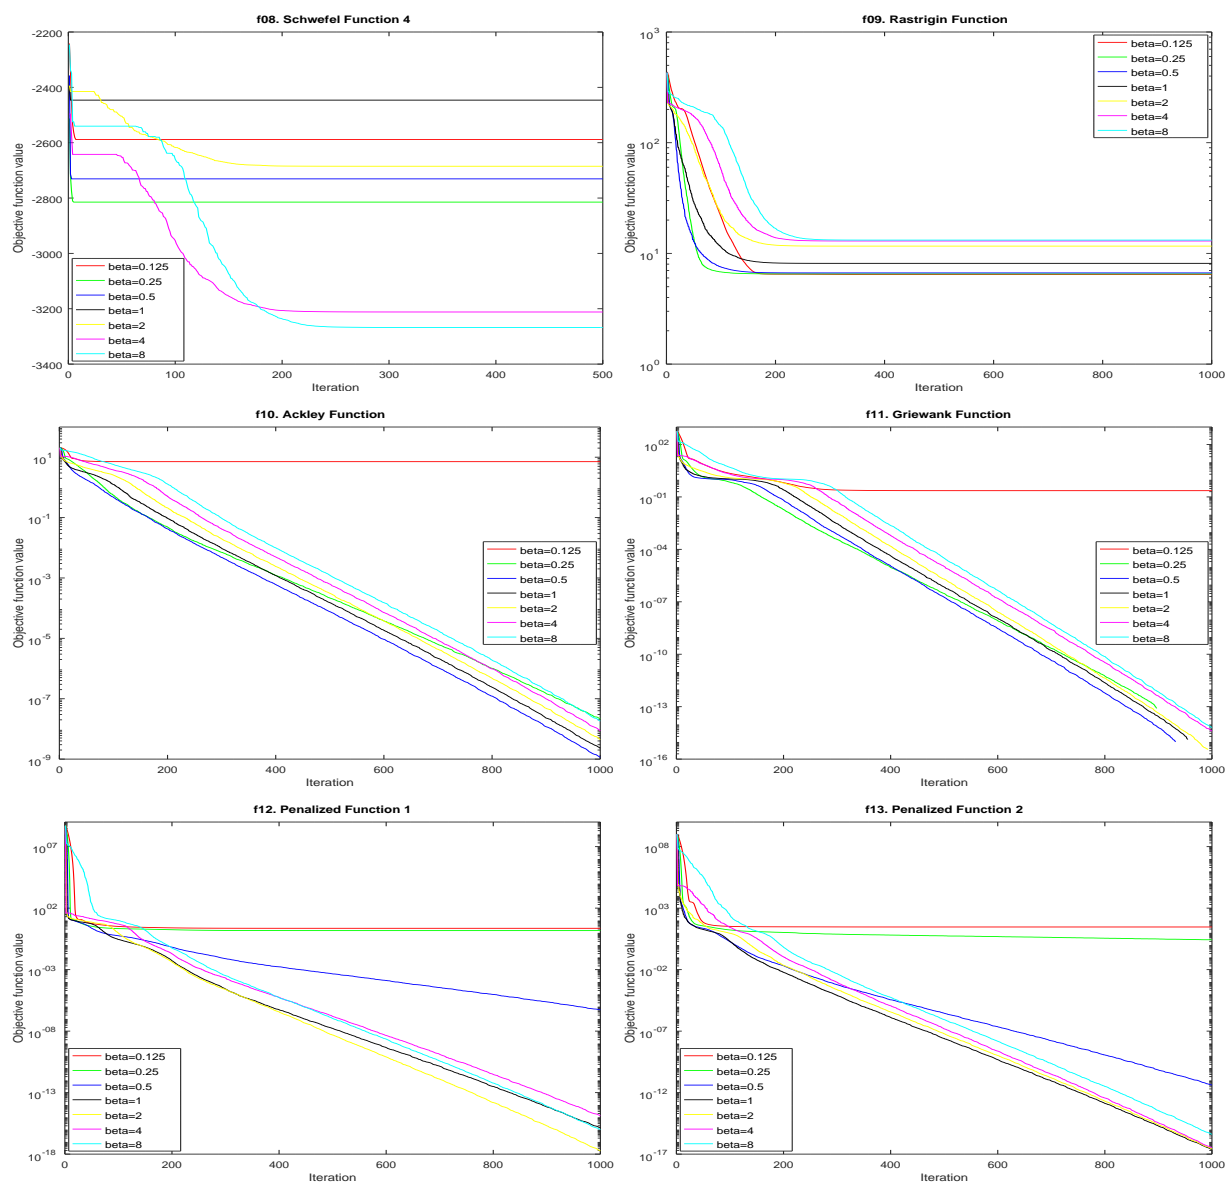 f08. Schwefel Function 4
-2200
-2400
-2600
-2800
-3000
-3200
-3400
Objective function value
beta=0.125
beta=0.25
beta=0.5
beta=1
beta=2
beta=4
beta=8
0 100 200 300 400 500
Iteration
f09. Rastrigin Function
10^3
10^2
10^1
10^0
Objective function value
beta=0.125
beta=0.25
beta=0.5
beta=1
beta=2
beta=4
beta=8
0 200 400 600 800 1000
Iteration
f10. Ackley Function
10^1
10^-1
10^-3
10^-5
10^-7
10^-9
Objective function value
beta=0.125
beta=0.25
beta=0.5
beta=1
beta=2
beta=4
beta=8
0 200 400 600 800 1000
Iteration
f11. Griewank Function
10^02
10^-01
10^-04
10^-07
10^-10
10^-13
10^-16
Objective function value
beta=0.125
beta=0.25
beta=0.5
beta=1
beta=2
beta=4
beta=8
0 200 400 600 800 1000
Iteration
f12. Penalized Function 1
10^07
10^02
10^-03
10^-08
10^-13
10^-18
Objective function value
beta=0.125
beta=0.25
beta=0.5
beta=1
beta=2
beta=4
beta=8
0 200 400 600 800 1000
Iteration
f13. Penalized Function 2
10^08
10^03
10^-02
10^-07
10^-12
10^-17
Objective function value
beta=0.125
beta=0.25
beta=0.5
beta=1
beta=2
beta=4
beta=8
0 200 400 600 800 1000
Iteration